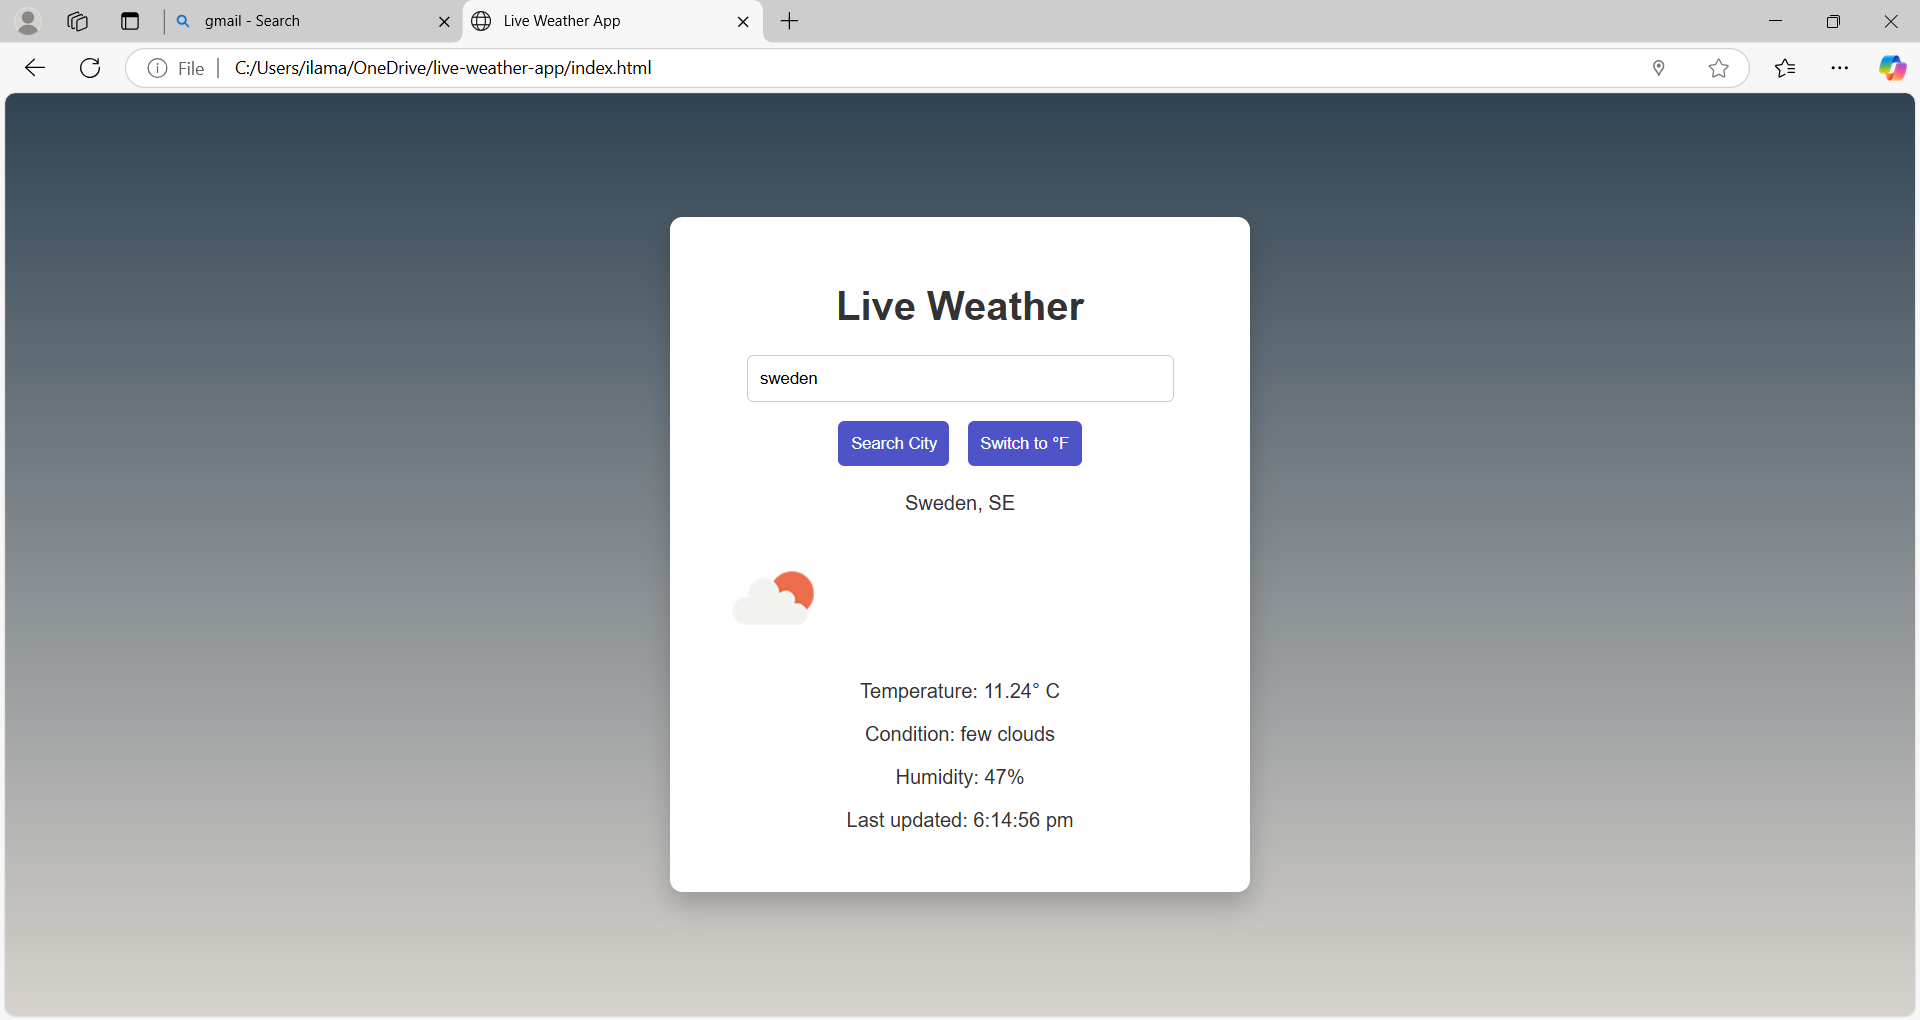 gmail - Search
Live Weather App
File
C:/Users/ilama/OneDrive/live-weather-app/index.html
Live Weather
sweden
Search City
Switch to °F
Sweden, SE
Temperature: 11.24° C
Condition: few clouds
Humidity: 47%
Last updated: 6:14:56 pm